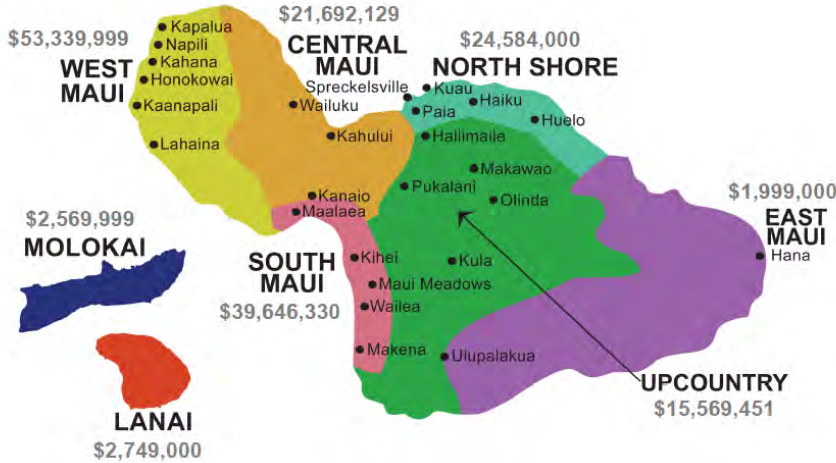 $53,339,999
WEST
MAUI
Kapalua
Napili
Kahana
Honokowai
Kaanapali
Lahaina
$21,692,129
CENTRAL
MAUI
Wailuku
Kahului
Kanaio
$24,584,000
NORTH SHORE
Spreckelsville
Kuau
Paia
Haiku
Huelo
Haliimaile
Makawao
Pukalani
Olinda
Kula
Ulupalakua
UPCOUNTRY
$15,569,451
$1,999,000
EAST
MAUI
Hana
Maalaea
SOUTH
MAUI
$39,646,330
Kihei
Maui Meadows
Wailea
Makena
$2,569,999
MOLOKAI
LANAI
$2,749,000